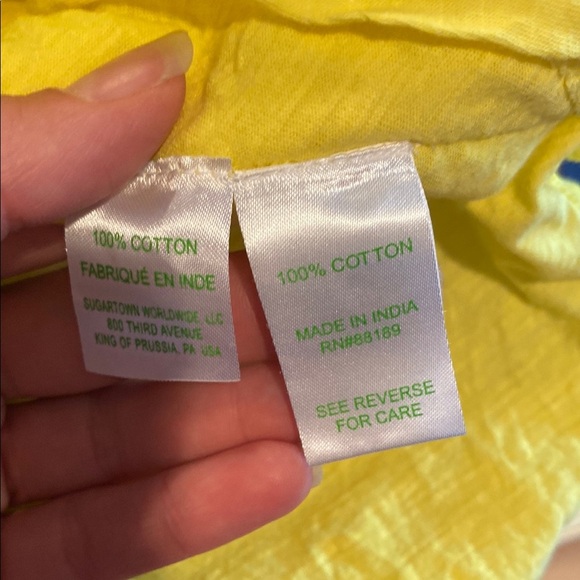 100% COTTON
FABRIQUÉ EN INDE
SUGARTOWN WORLDWIDE, LLC
800 THIRD AVENUE
KING OF PRUSSIA, PA USA
100% COTTON
MADE IN INDIA
RN#88189
SEE REVERSE
FOR CARE